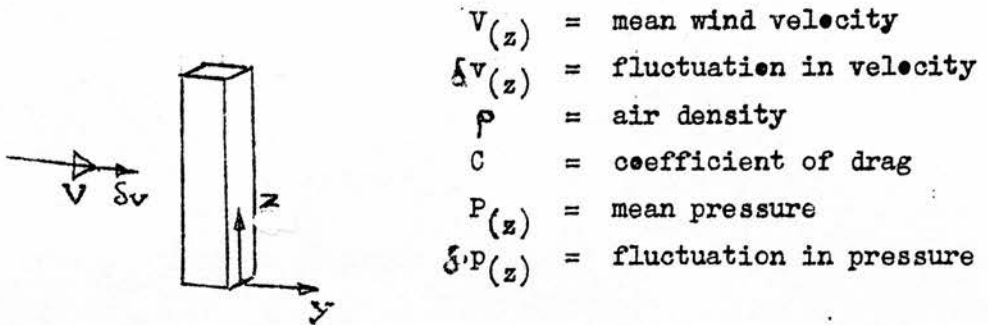 V(z) = mean wind velocity
δv(z) = fluctuation in velocity
ρ = air density
C = coefficient of drag
P(z) = mean pressure
δp(z) = fluctuation in pressure
V δv
z
y